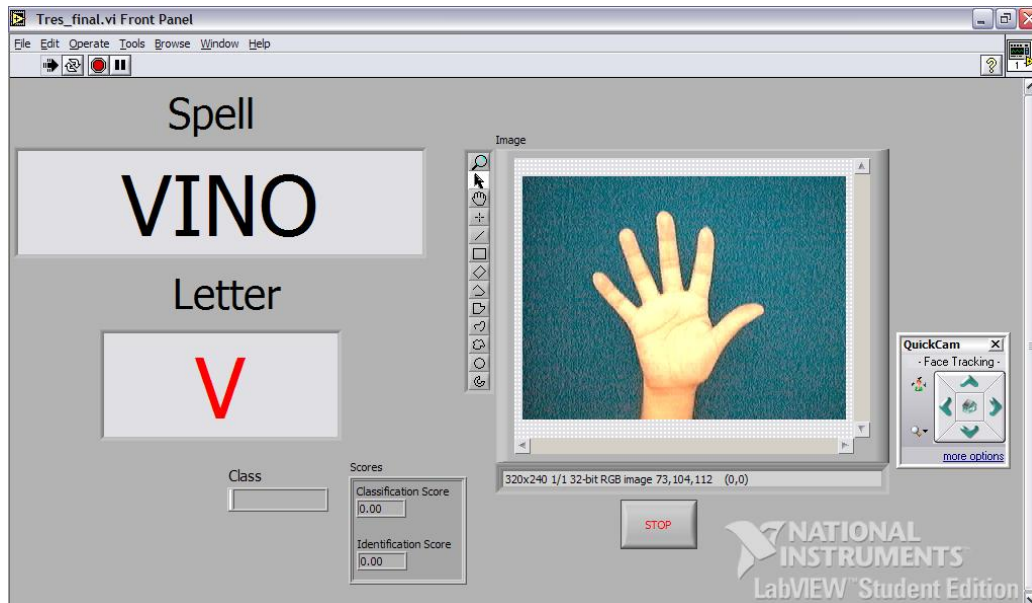 Tres_final.vi Front Panel
File Edit Operate Tools Browse Window Help
1
Spell
VINO
Letter
V
Class
Scores
Classification Score
0.00
Identification Score
0.00
Image
320x240 1/1 32-bit RGB image 73,104,112 (0,0)
STOP
QuickCam X
- Face Tracking -
more options
NATIONAL
INSTRUMENTS
LabVIEW™ Student Edition